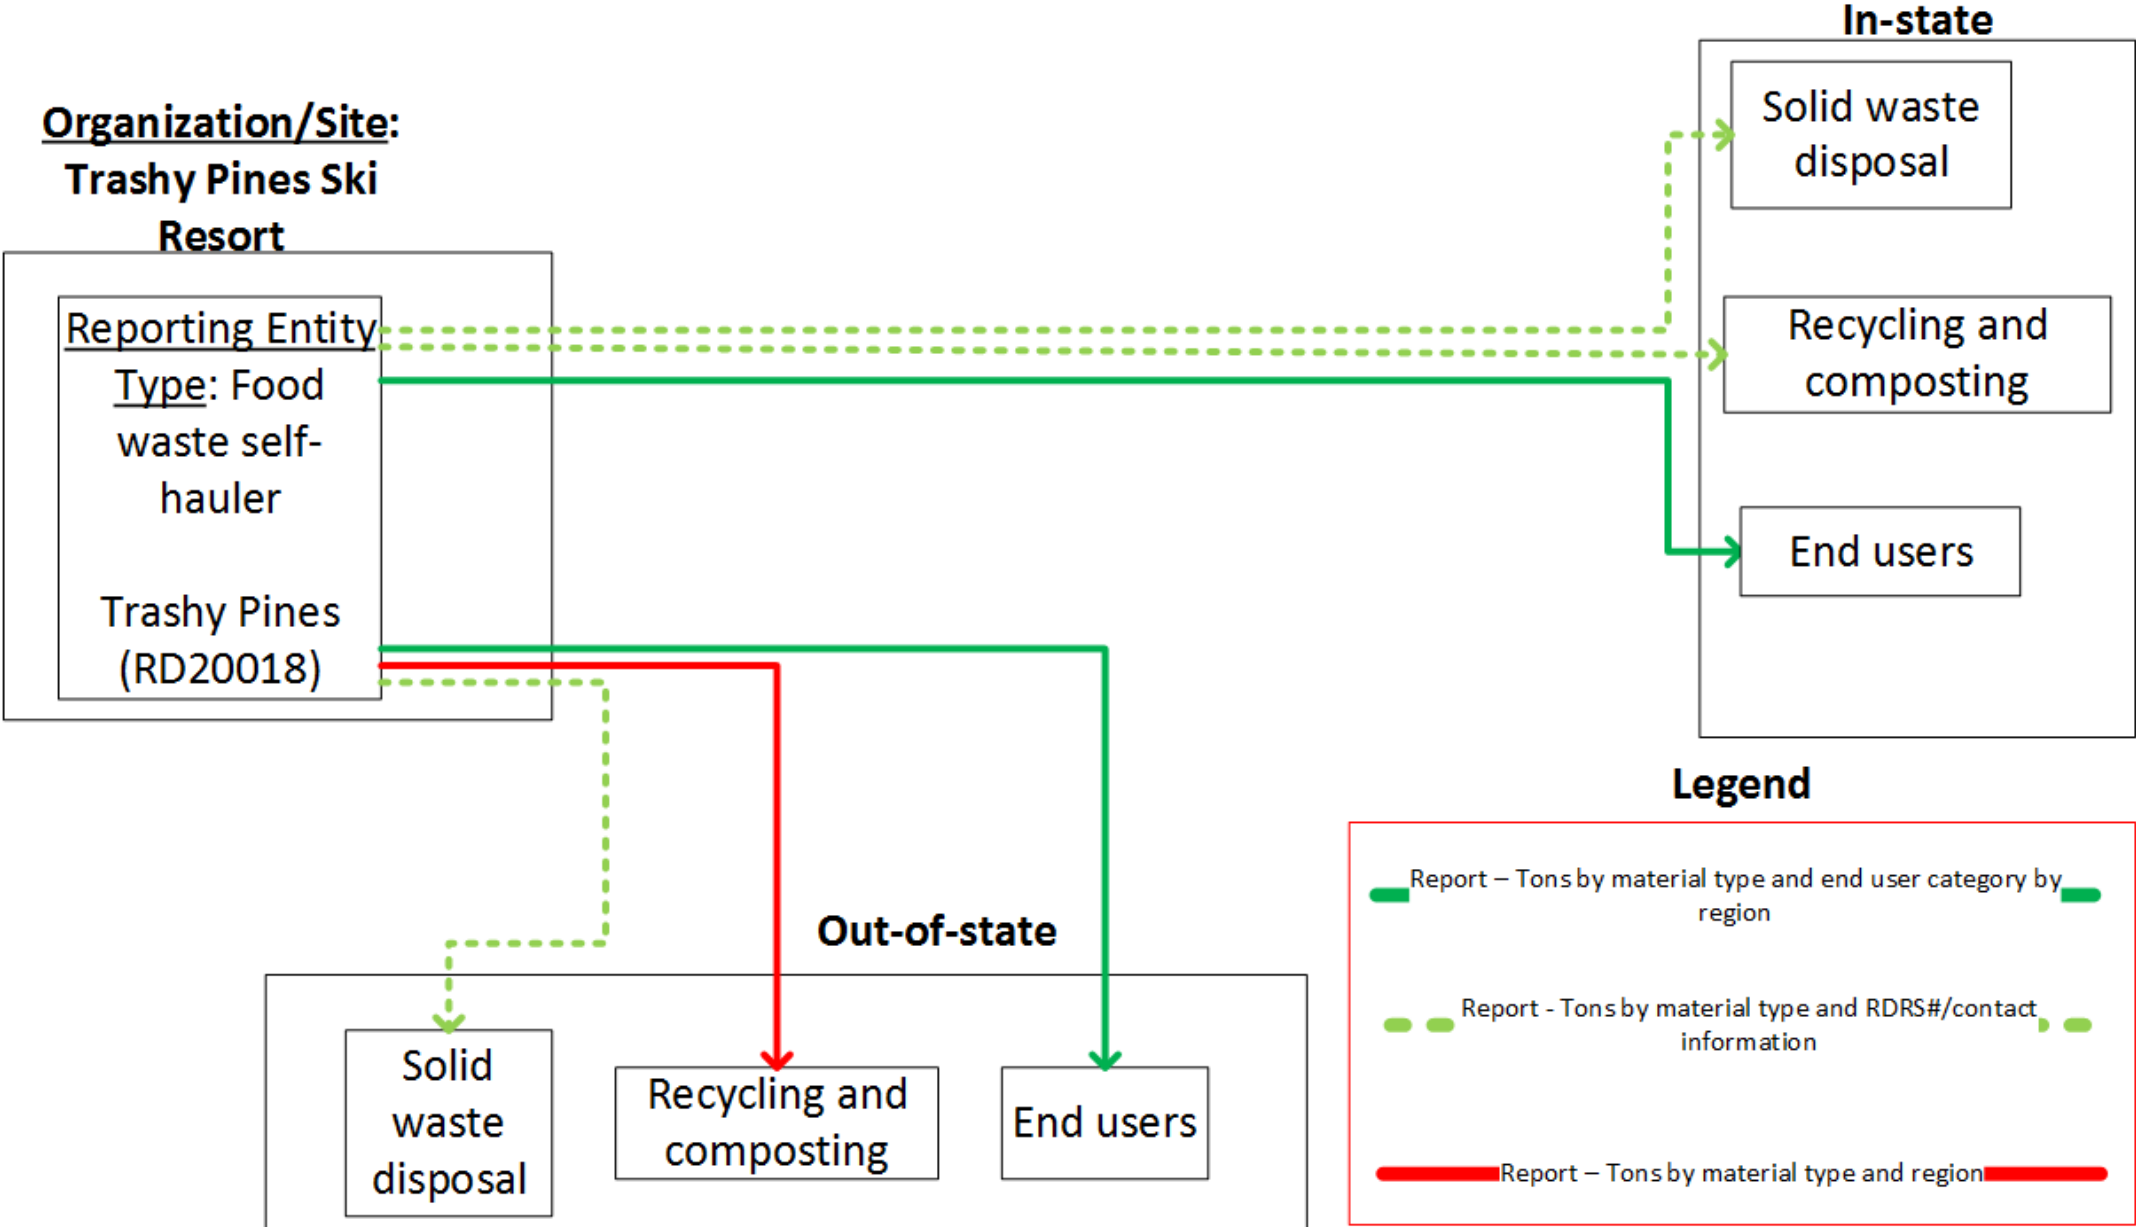 Organization/Site:
Trashy Pines Ski
Resort
Reporting Entity
Type: Food
waste self-
hauler
Trashy Pines
(RD20018)
In-state
Solid waste
disposal
Recycling and
composting
End users
Out-of-state
Solid
waste
disposal
Recycling and
composting
End users
Legend
Report – Tons by material type and end user category by
region
Report - Tons by material type and RDRS#/contact
information
Report – Tons by material type and region